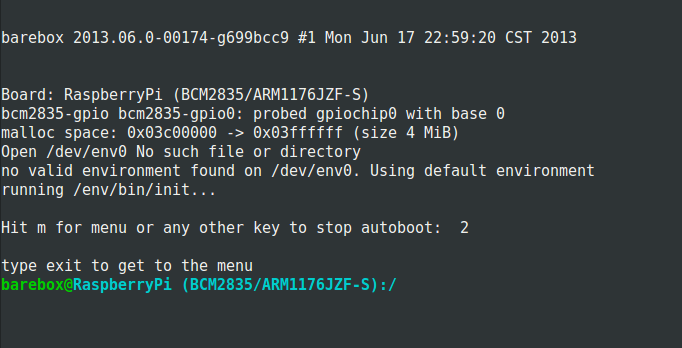 barebox 2013.06.0-00174-g699bcc9 #1 Mon Jun 17 22:59:20 CST 2013
Board: RaspberryPi (BCM2835/ARM1176JZF-S)
bcm2835-gpio bcm2835-gpio0: probed gpiochip0 with base 0
malloc space: 0x03c00000 -> 0x03ffffff (size 4 MiB)
Open /dev/env0 No such file or directory
no valid environment found on /dev/env0. Using default environment
running /env/bin/init...
Hit m for menu or any other key to stop autoboot:  2
type exit to get to the menu
barebox@RaspberryPi (BCM2835/ARM1176JZF-S):/